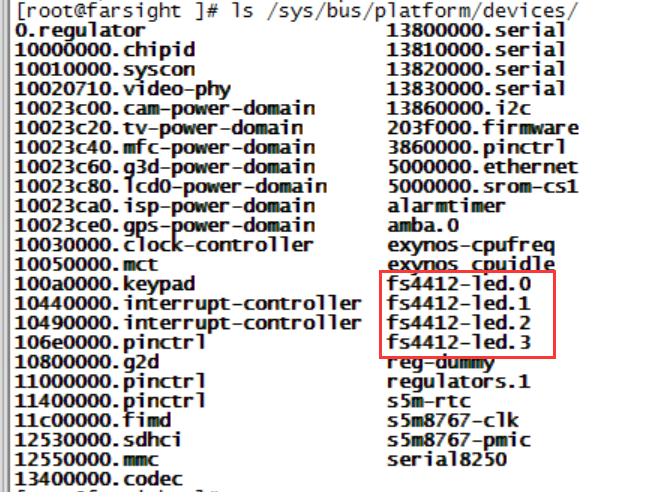 [root@farsight ]# ls /sys/bus/platform/devices/
0.regulator 13800000.serial
10000000.chipid 13810000.serial
10010000.syscon 13820000.serial
10020710.video-phy 13830000.serial
10023c00.cam-power-domain 13860000.i2c
10023c20.tv-power-domain 203f000.firmware
10023c40.mfc-power-domain 3860000.pinctrl
10023c60.g3d-power-domain 5000000.ethernet
10023c80.lcd0-power-domain 5000000.srom-cs1
10023ca0.isp-power-domain alarmtimer
10023ce0.gps-power-domain amba.0
10030000.clock-controller exynos-cpufreq
10050000.mct exynos_cpuidle
100a0000.keypad fs4412-led.0
10440000.interrupt-controller fs4412-led.1
10490000.interrupt-controller fs4412-led.2
106e0000.pinctrl fs4412-led.3
10800000.g2d reg-dummy
11000000.pinctrl regulators.1
11400000.pinctrl s5m-rtc
11c00000.fimd s5m8767-clk
12530000.sdhci s5m8767-pmic
12550000.mmc serial8250
13400000.codec